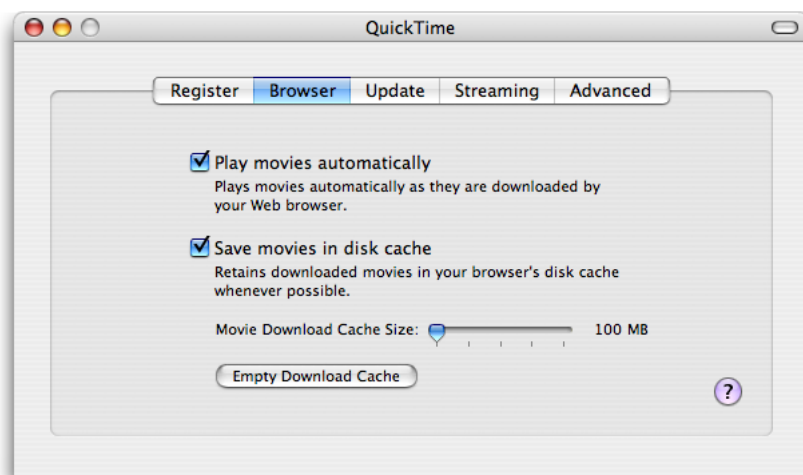 QuickTime
Register Browser Update Streaming Advanced
Play movies automatically
Plays movies automatically as they are downloaded by
your Web browser.
Save movies in disk cache
Retains downloaded movies in your browser's disk cache
whenever possible.
Movie Download Cache Size: 100 MB
Empty Download Cache
?